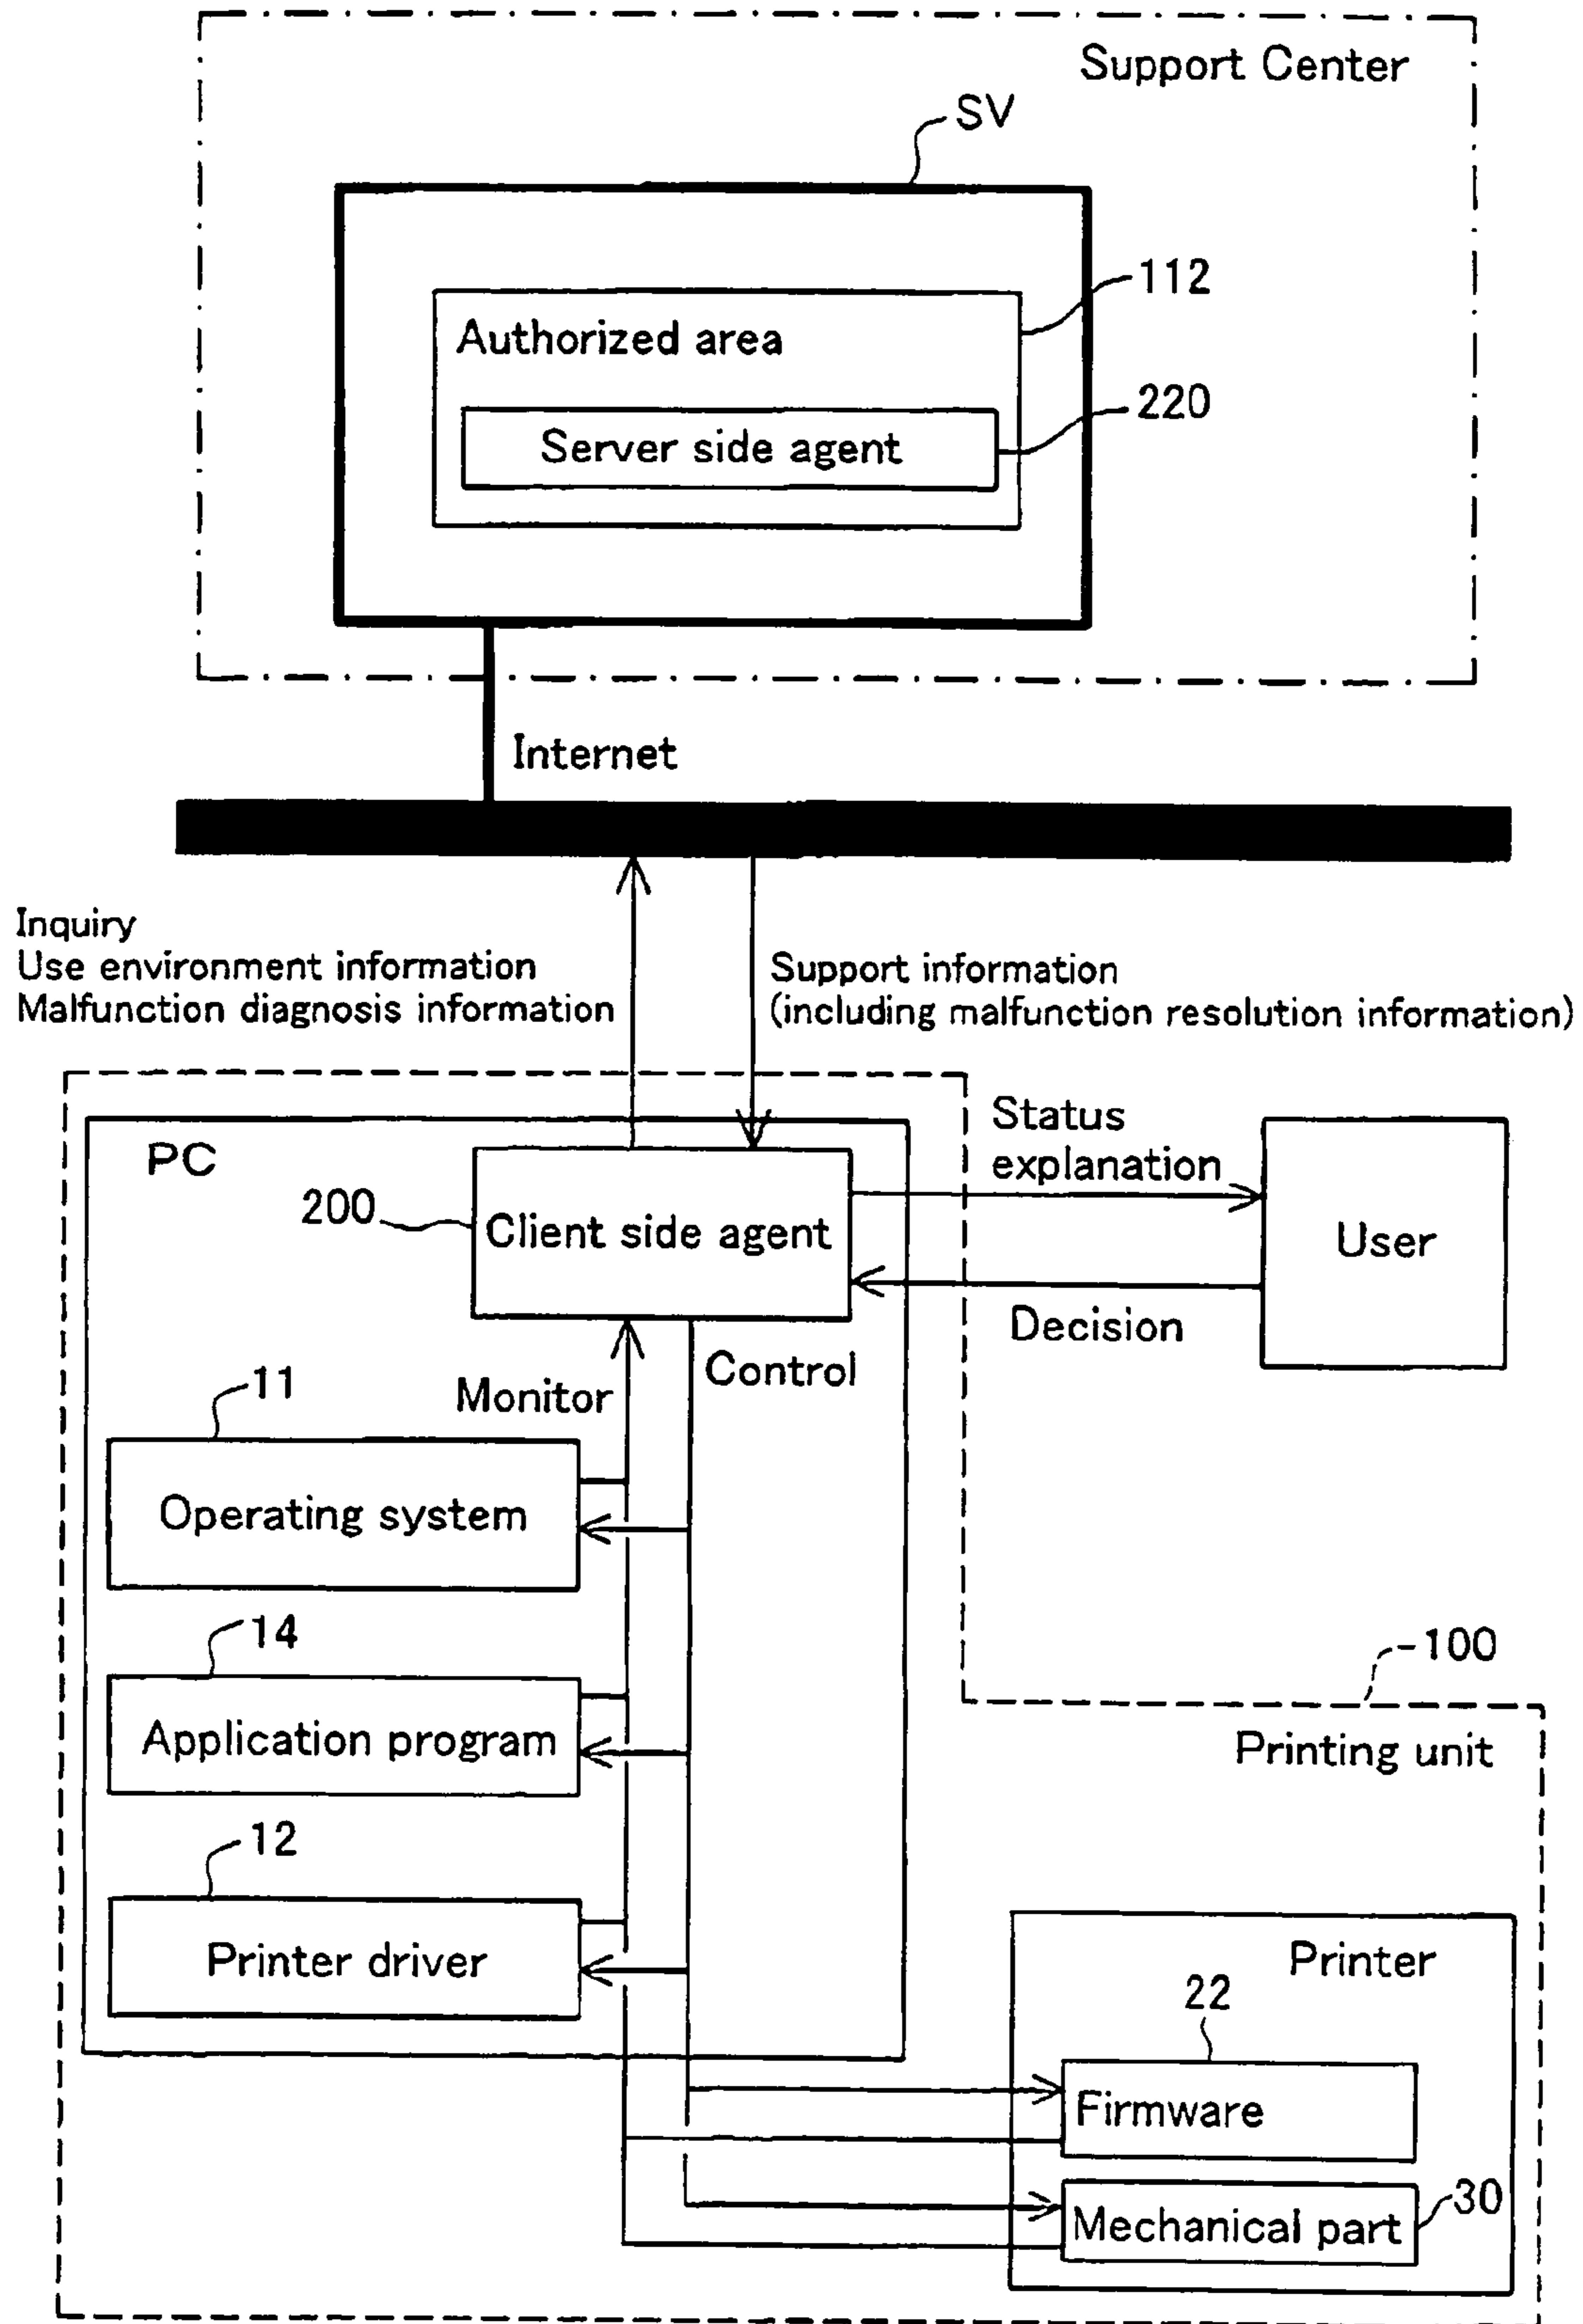 Support Center
SV
112
Authorized area
220
Server side agent
Internet
Inquiry
Use environment information
Malfunction diagnosis information
Support information
(including malfunction resolution information)
PC
Status
explanation
200
Client side agent
User
Decision
Control
Monitor
11
Operating system
14
100
Application program
Printing unit
12
Printer driver
Printer
22
Firmware
30
Mechanical part